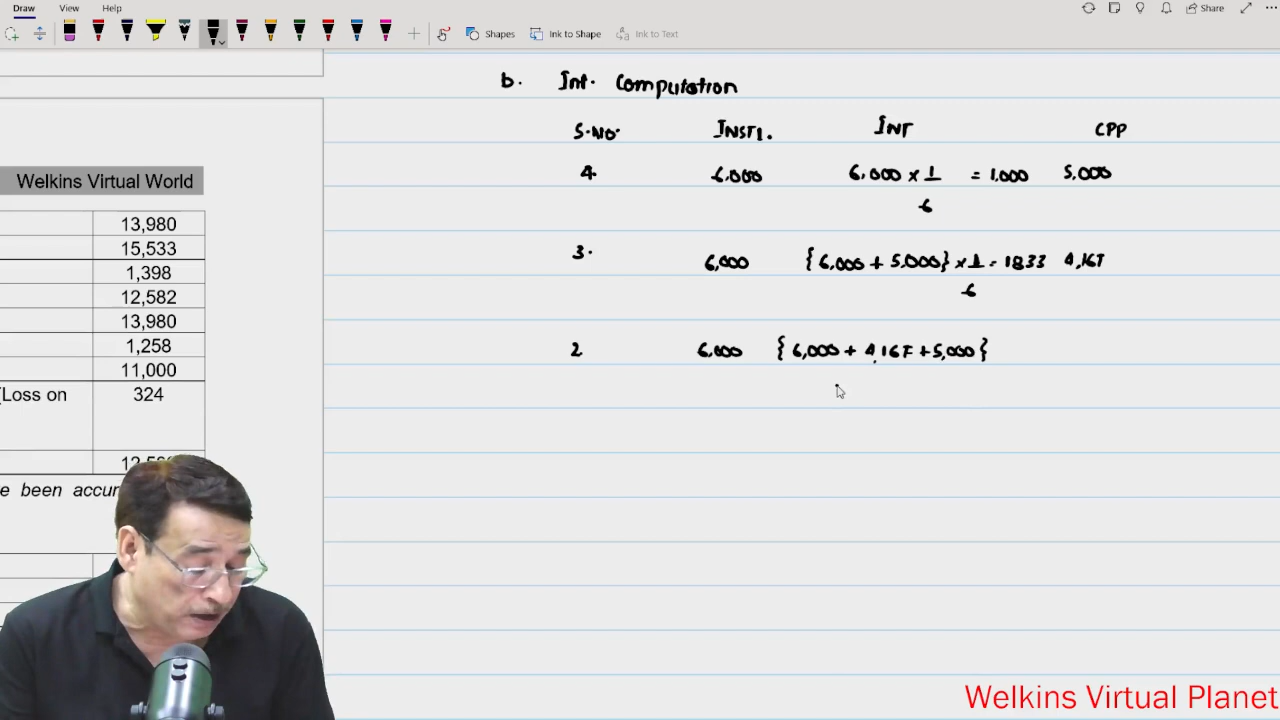 Draw View Help
Share
Shapes Ink to Shape Ink to Text
b. Int. Computation
S.NO. INSTL. INT CPP
4. 6,000 6,000 × 1/6 = 1,000 5,000
3. 6,000 {6,000 + 5,000} × 1/6 = 1833 4,167
2 6,000 {6,000 + 4,167 + 5,000}
Welkins Virtual World
13,980
15,533
1,398
12,582
13,980
1,258
11,000
(Loss on 324
e been accu
Welkins Virtual Planet